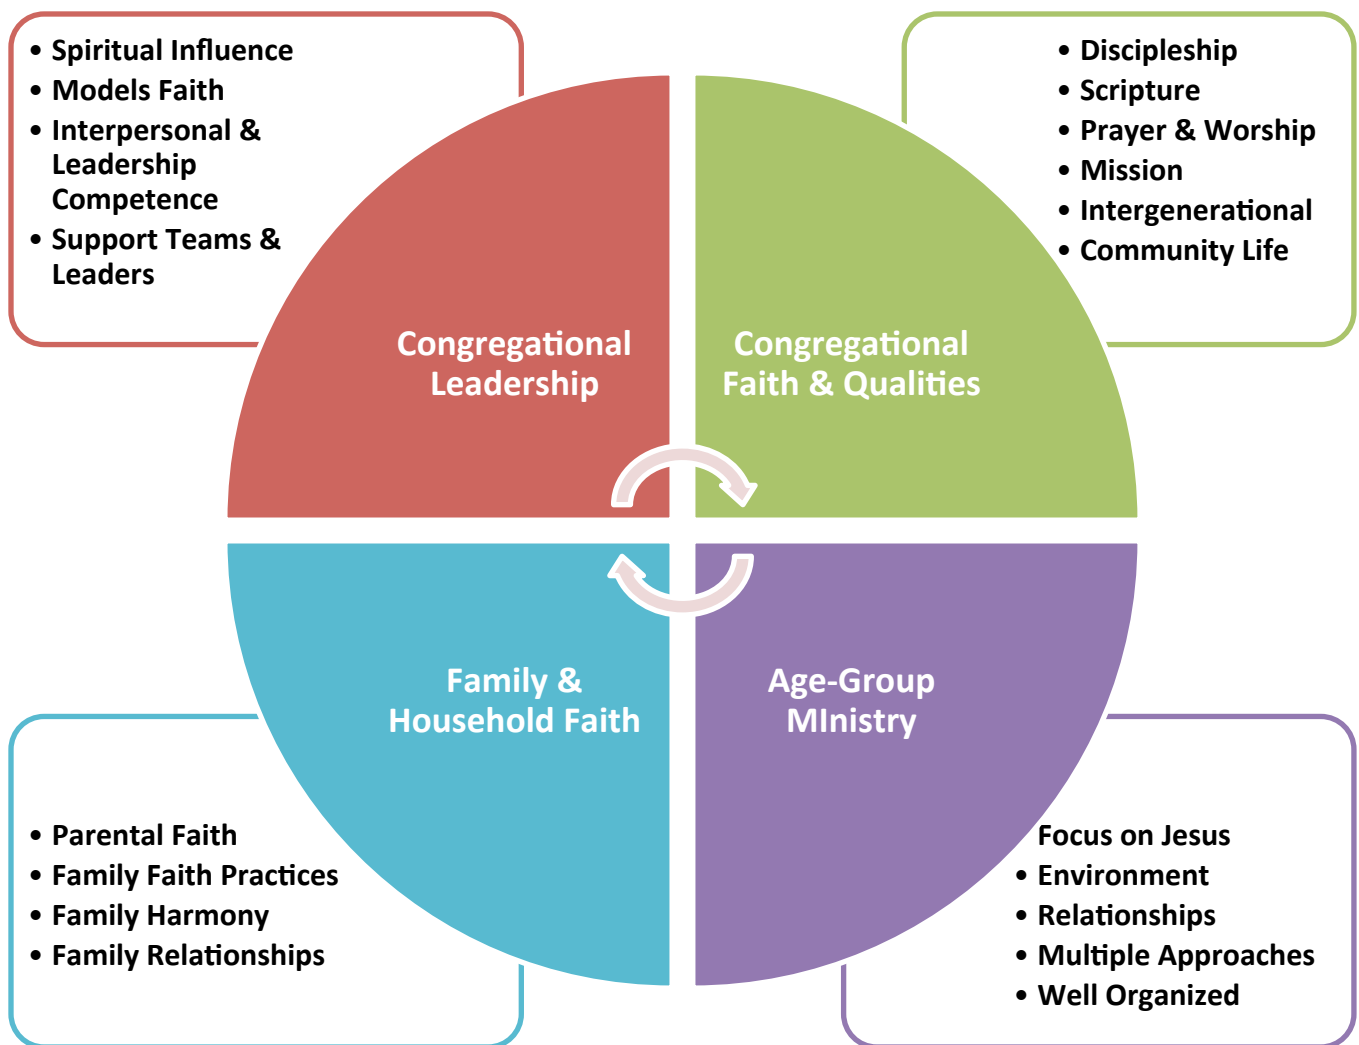 • Spiritual Influence
• Models Faith
• Interpersonal &
Leadership
Competence
• Support Teams &
Leaders
• Discipleship
• Scripture
• Prayer & Worship
• Mission
• Intergenerational
• Community Life
Congregational
Leadership
Congregational
Faith & Qualities
Family &
Household Faith
Age-Group
MInistry
• Parental Faith
• Family Faith Practices
• Family Harmony
• Family Relationships
Focus on Jesus
• Environment
• Relationships
• Multiple Approaches
• Well Organized